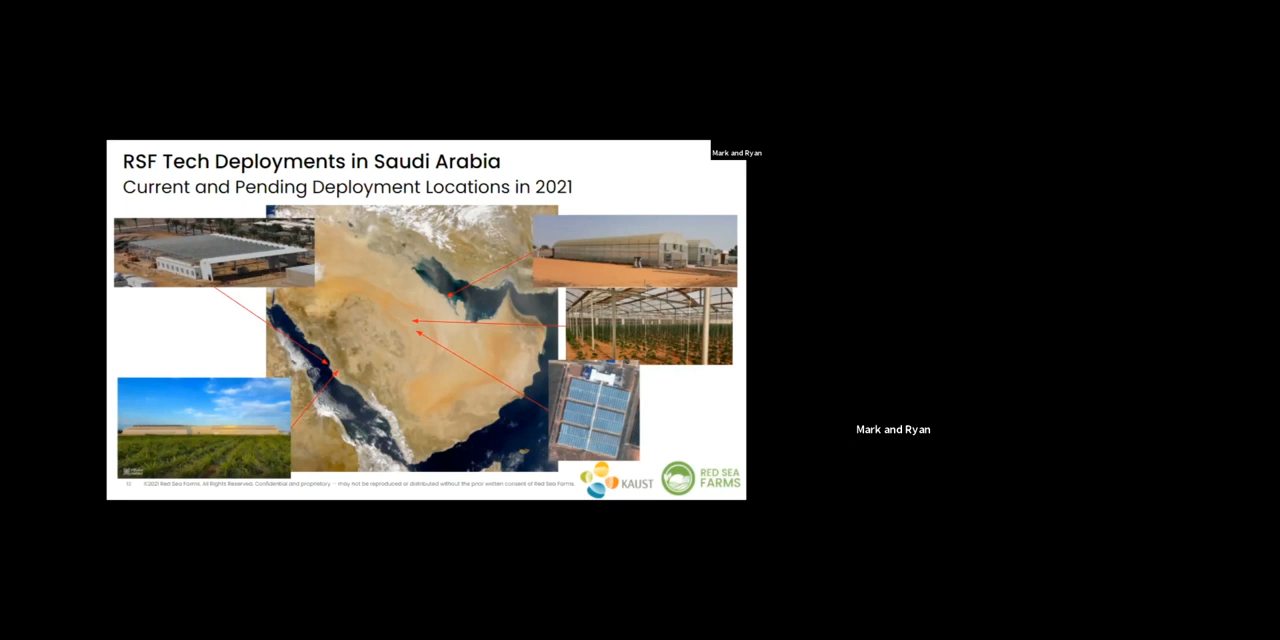 RSF Tech Deployments in Saudi Arabia
Mark and Ryan
Current and Pending Deployment Locations in 2021
Mark and Ryan
©2021 Red Sea Farms. All Rights Reserved. Confidential and proprietary — may not be reproduced or distributed without the prior written consent of Red Sea Farms.
KAUST
RED SEA
FARMS